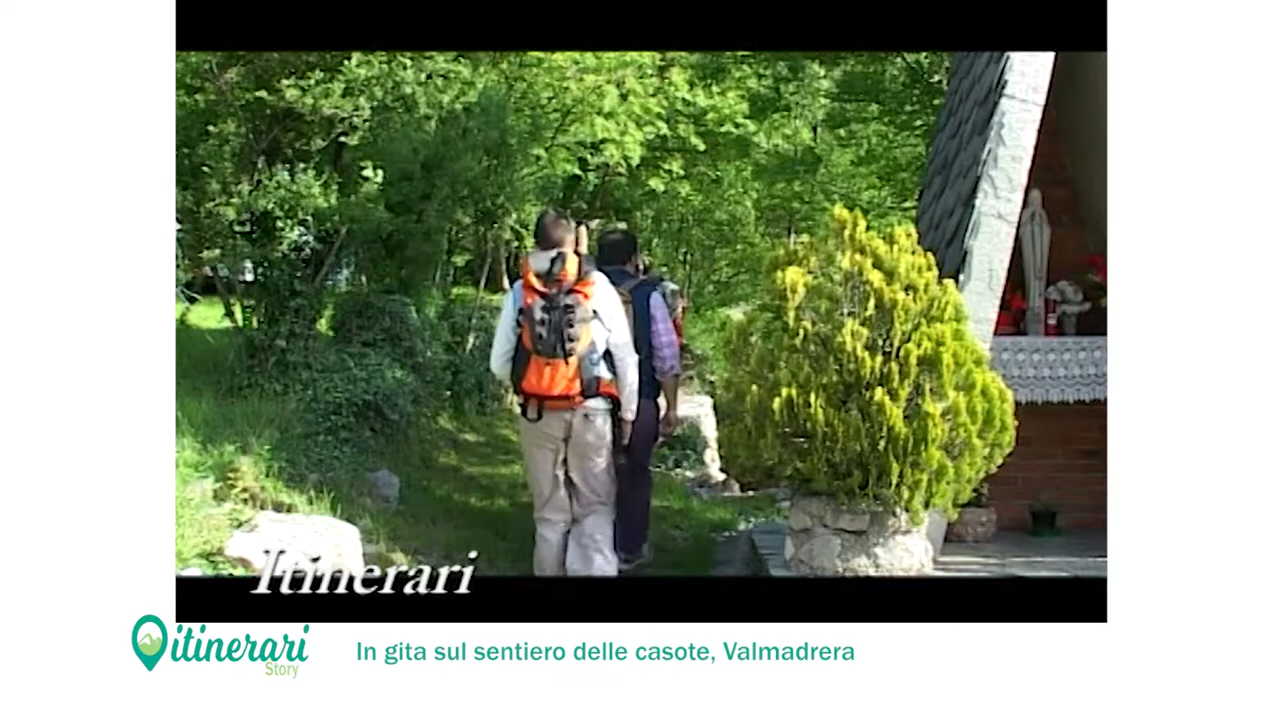 Itinerari
itinerari
Story
In gita sul sentiero delle casote, Valmadrera